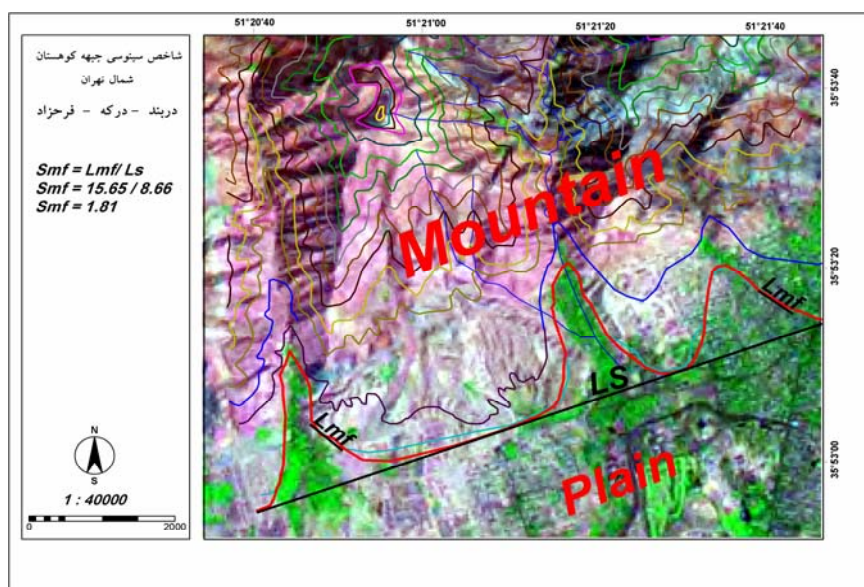 شاخص سینوسی جبهه کوهستان
شمال تهران
دربند - درکه - فرحزاد
Smf = Lmf/ Ls
Smf = 15.65 / 8.66
Smf = 1.81
N
S
1 : 40000
0 2000
51°20'40 51°21'00 51°21'20 51°21'40
35°53'40
35°53'20
35°53'00
Mountain
Lmf
LS
Lmf
Plain